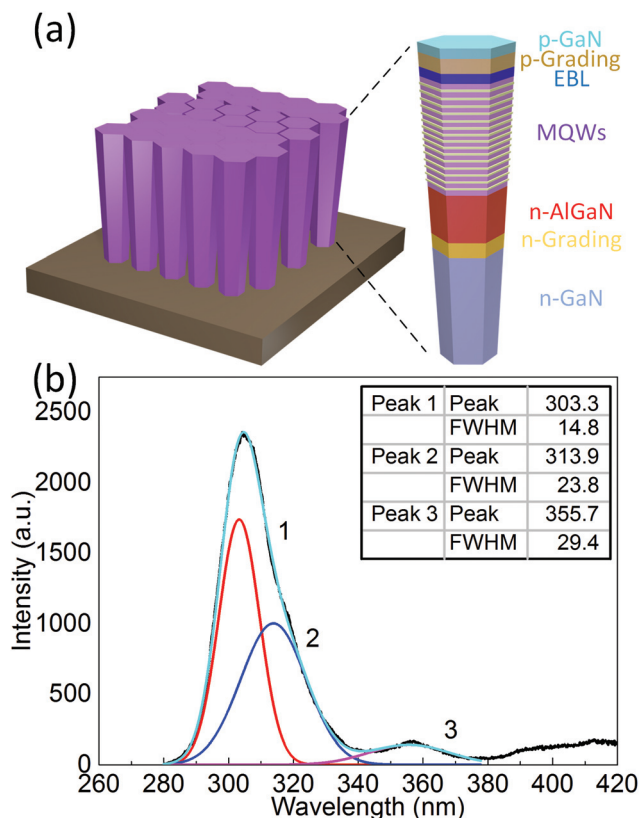 (a)
p-GaN
p-Grading
EBL
MQWs
n-AlGaN
n-Grading
n-GaN
(b)
Peak 1 Peak 303.3
FWHM 14.8
Peak 2 Peak 313.9
FWHM 23.8
Peak 3 Peak 355.7
FWHM 29.4
2500
2000
1500
1000
500
0
Intensity (a.u.)
1
2
3
260 280 300 320 340 360 380 400 420
Wavelength (nm)